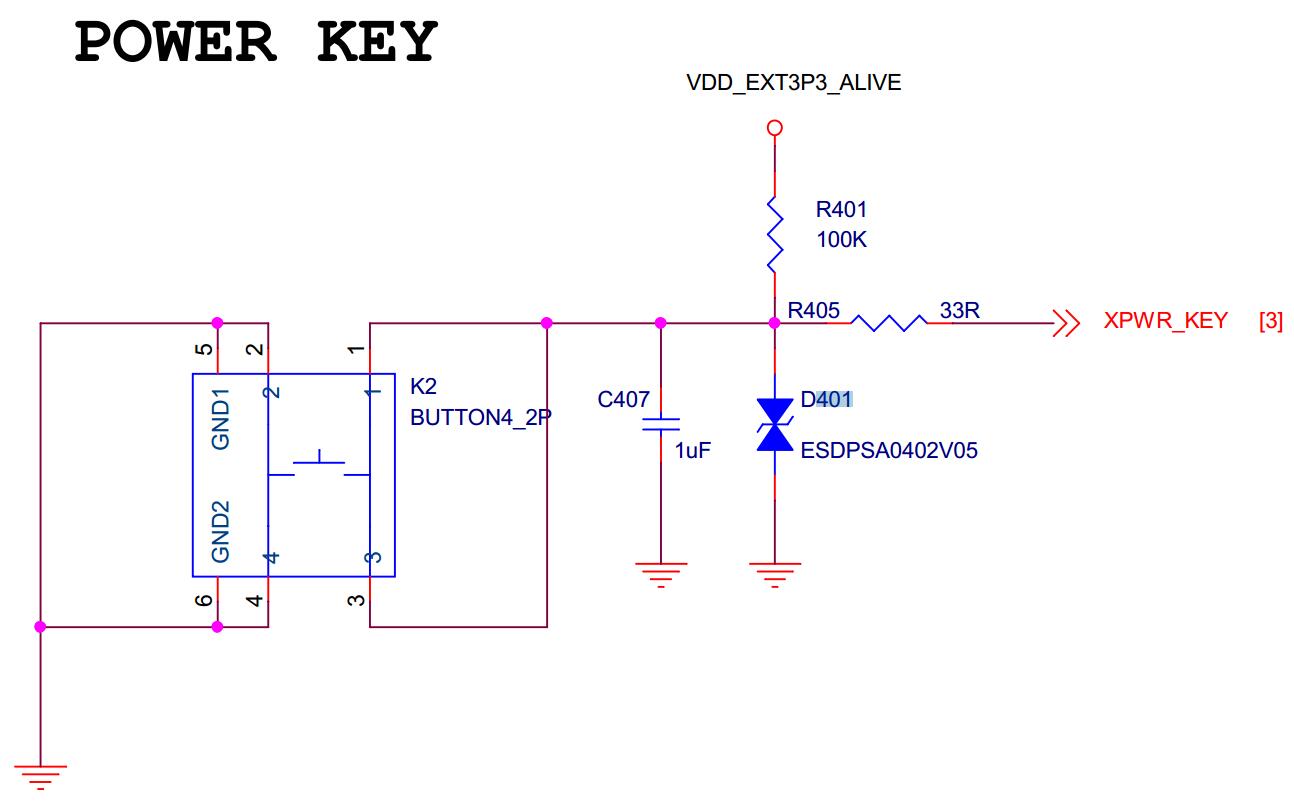 POWER KEY
VDD_EXT3P3_ALIVE
R401
100K
R405
33R
XPWR_KEY
[3]
5
2
1
GND1
2
1
K2
BUTTON4_2P
C407
1uF
D401
ESDPSA0402V05
GND2
4
3
6
4
3